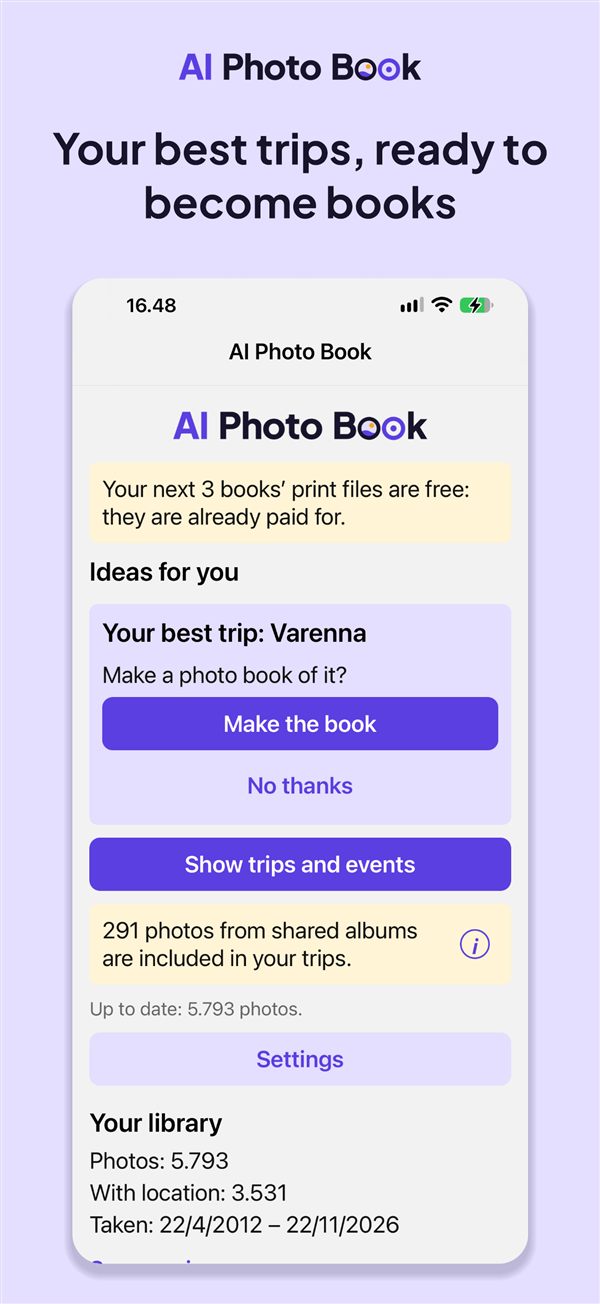 AI Photo Book
Your best trips, ready to
become books
16.48
AI Photo Book
AI Photo Book
Your next 3 books’ print files are free:
they are already paid for.
Ideas for you
Your best trip: Varenna
Make a photo book of it?
Make the book
No thanks
Show trips and events
291 photos from shared albums
are included in your trips.
i
Up to date: 5.793 photos.
Settings
Your library
Photos: 5.793
With location: 3.531
Taken: 22/4/2012 – 22/11/2026